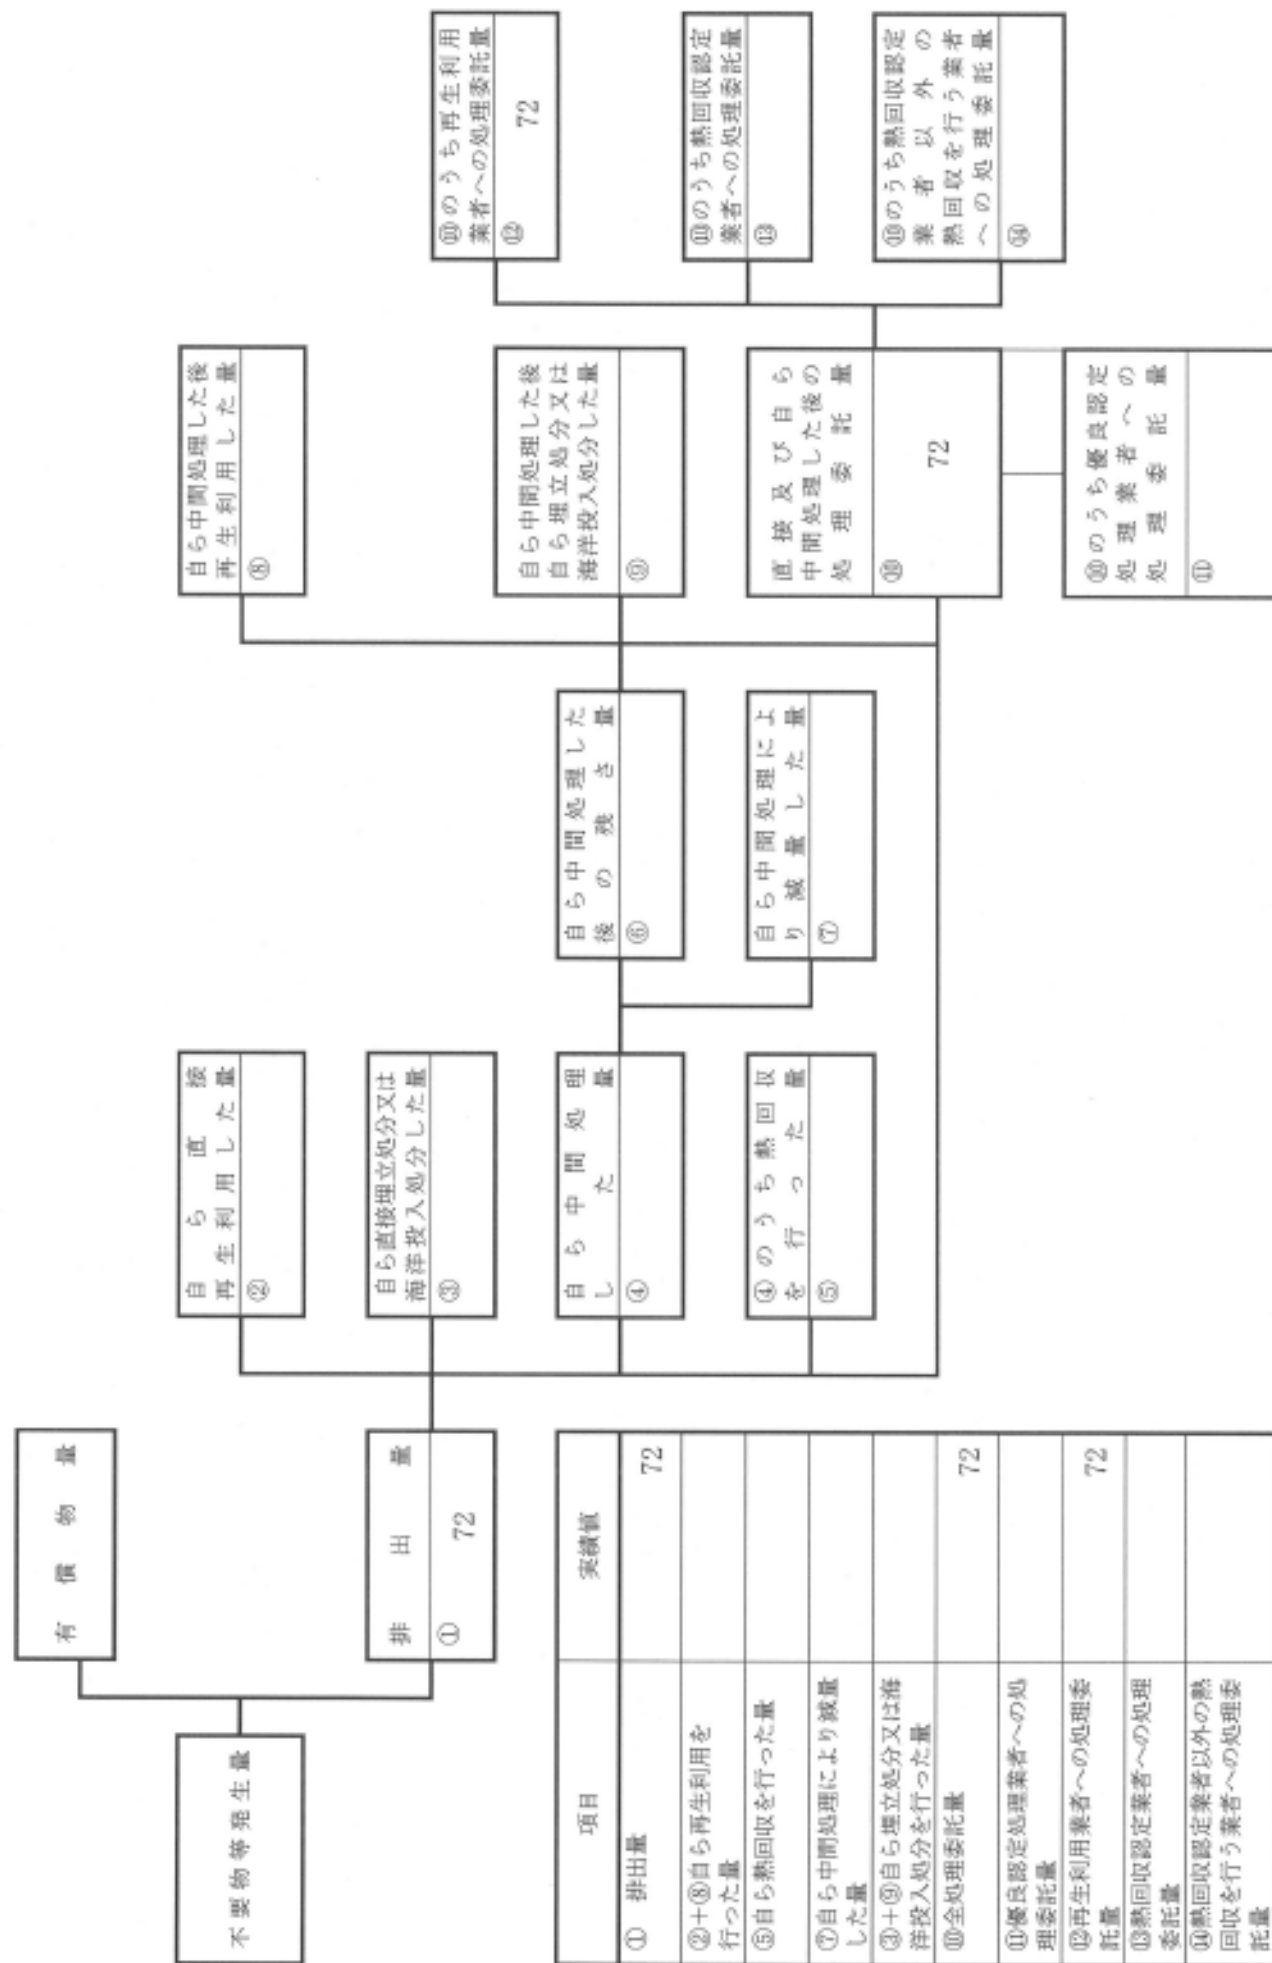 不要物等発生量
有償物量
排出量
①
72
自ら直接
再生利用した量
②
自ら直接埋立処分又は
海洋投入処分した量
③
自ら中間処理
した量
④
④のうち熱回収
を行った量
⑤
自ら中間処理した
後の残さ量
⑥
自ら中間処理によ
り減量した量
⑦
自ら中間処理した後
再生利用した量
⑧
自ら中間処理した後
自ら埋立処分又は
海洋投入処分した量
⑨
直接及び自ら
中間処理した後の
処理委託量
⑩
72
⑩のうち優良認定
処理業者への
処理委託量
⑪
⑩のうち再生利用
業者への処理委託量
⑫
72
⑩のうち熱回収認定
業者への処理委託量
⑬
⑩のうち熱回収認定
業者以外の
熱回収を行う業者
への処理委託量
⑭
項目 実績値
① 排出量 72
②+⑧自ら再生利用を
行った量
⑤自ら熱回収を行った量
⑦自ら中間処理により減量
した量
③+⑨自ら埋立処分又は海
洋投入処分を行った量
⑩全処理委託量 72
⑪優良認定処理業者への処
理委託量
⑫再生利用業者への処理委
託量 72
⑬熱回収認定業者への処理
委託量
⑭熱回収認定業者以外の熱
回収を行う業者への処理委
託量